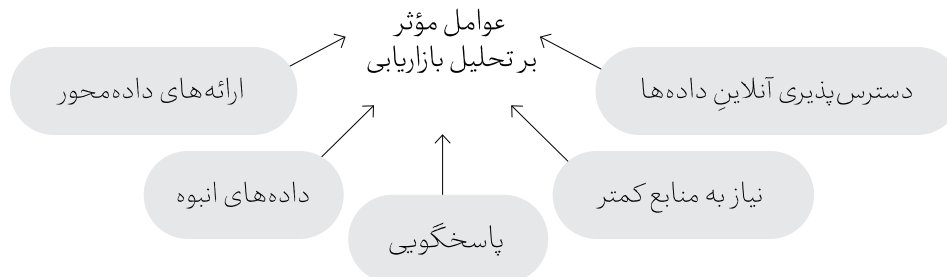 عوامل مؤثر
بر تحلیل بازاریابی
دسترس‌پذیری آنلاینِ داده‌ها
ارائه‌های داده‌محور
نیاز به منابع کمتر
داده‌های انبوه
پاسخگویی